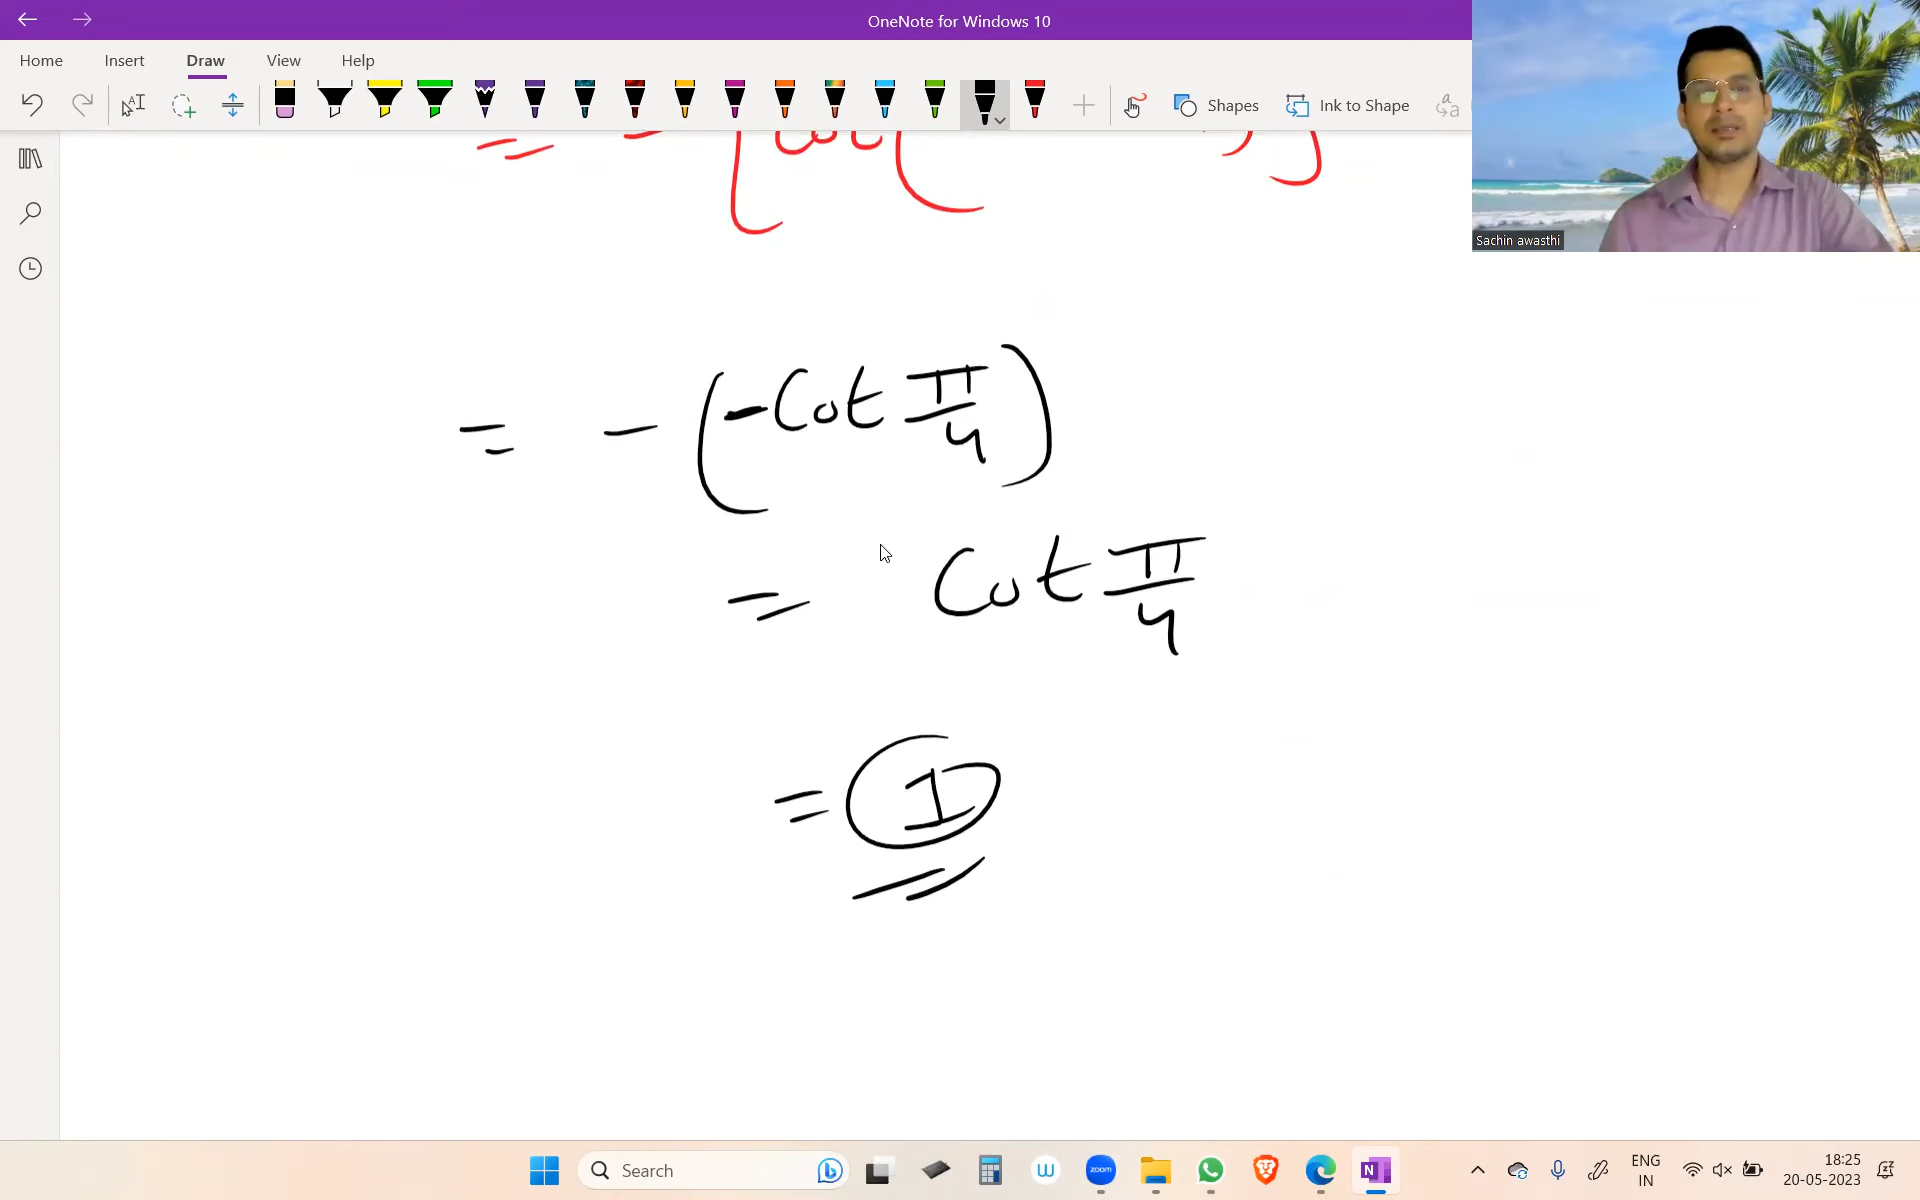 OneNote for Windows 10
Home Insert Draw View Help
Shapes Ink to Shape
Sachin awasthi
= - (-Cot π/4)
= Cot π/4
= 1
Search
zoom
ENG
IN
18:25
20-05-2023